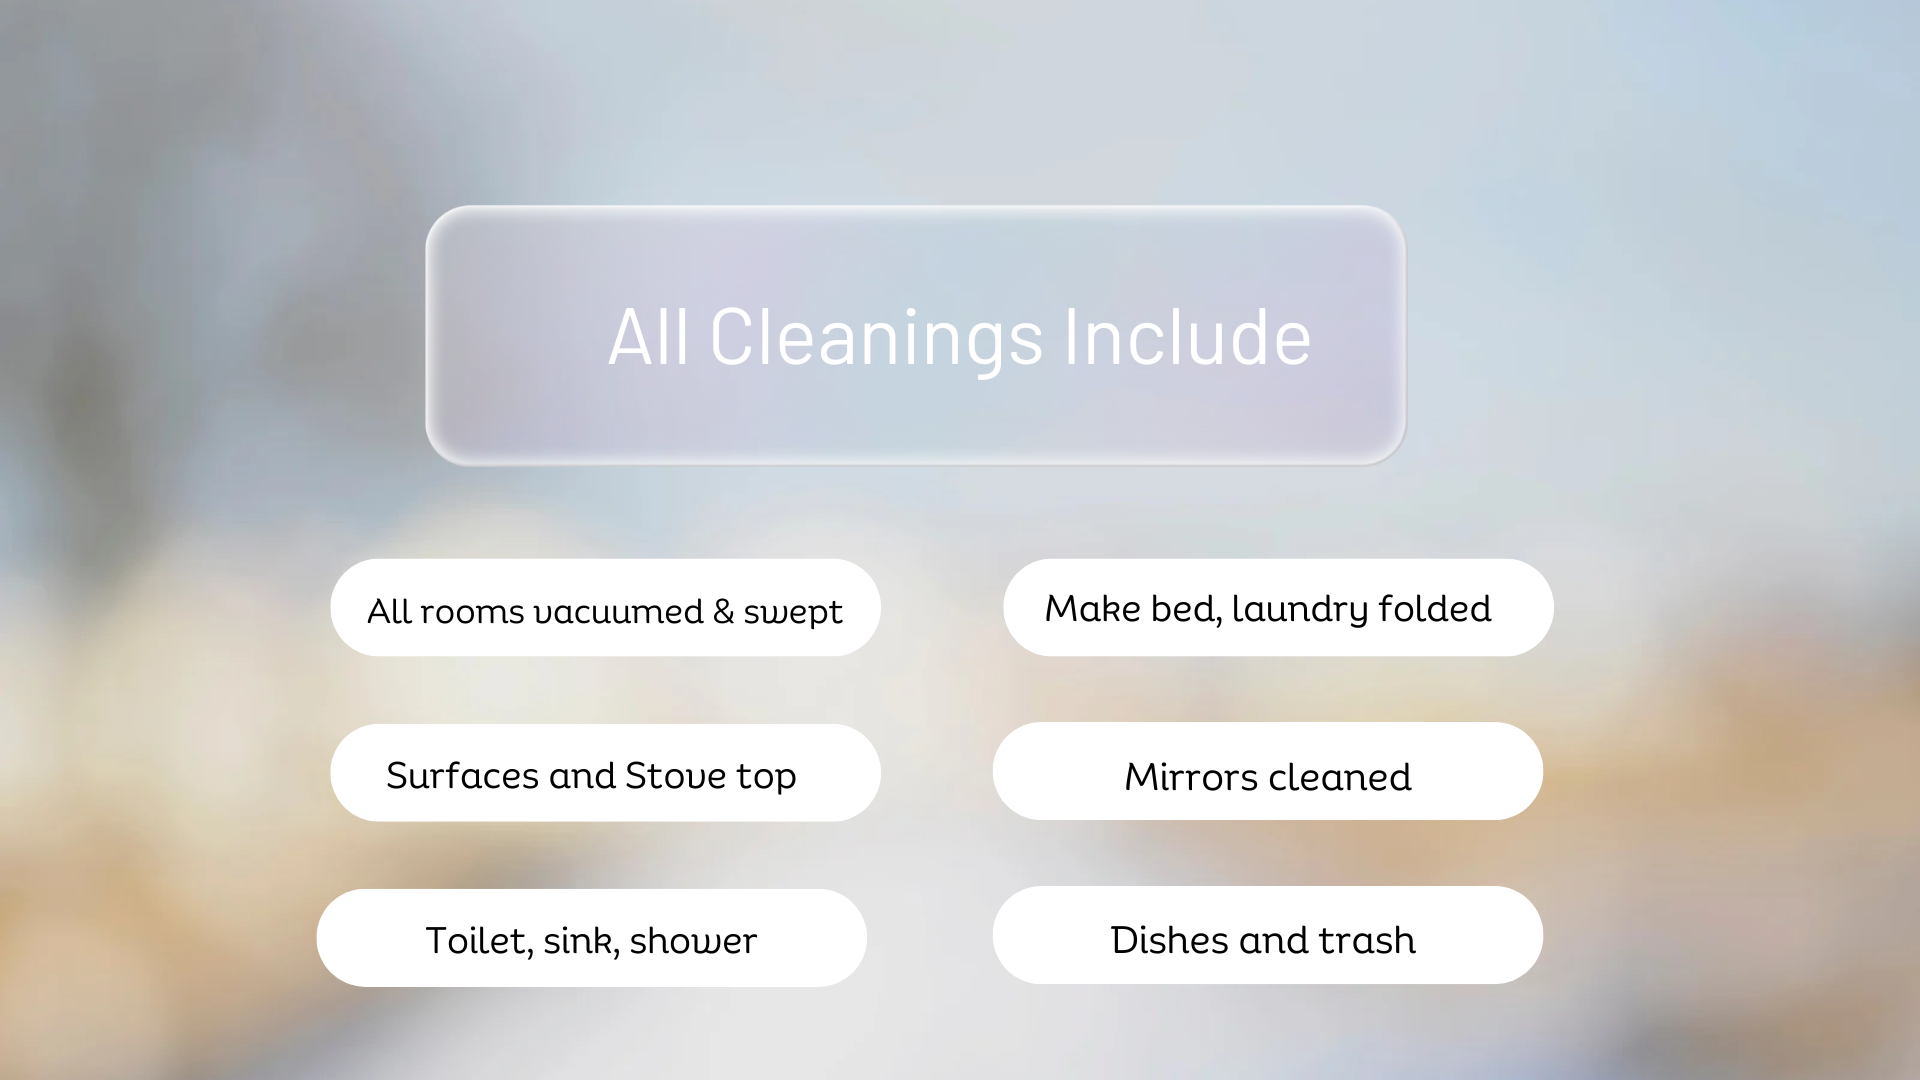 All Cleanings Include
All rooms vacuumed & swept
Make bed, laundry folded
Surfaces and Stove top
Mirrors cleaned
Toilet, sink, shower
Dishes and trash